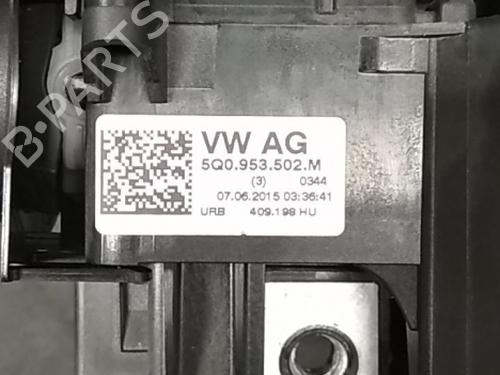 B-PARTS
VW AG
5Q0.953.502.M
(3) 0344
07.06.2015 03:36:41
URB 409.198 HU